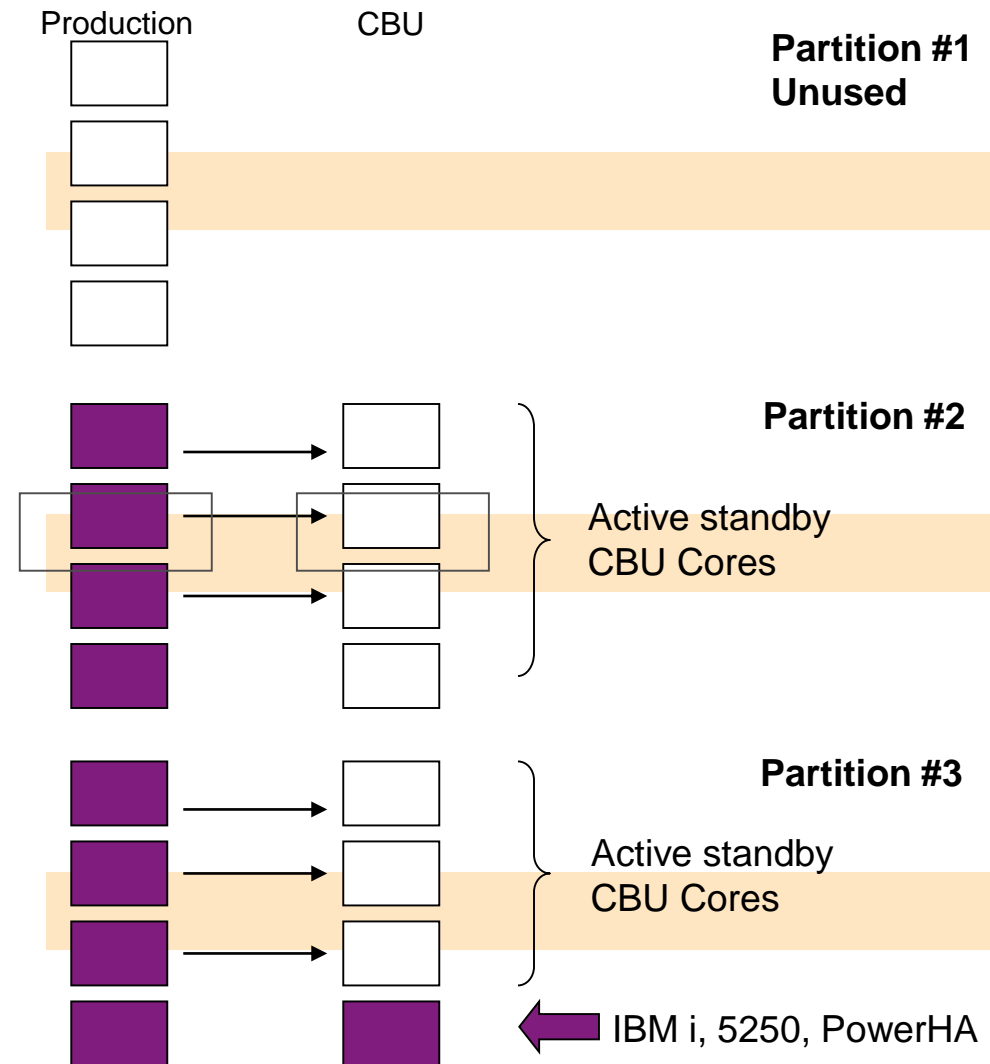 Production
CBU
Partition #1
Unused
Partition #2
Active standby
CBU Cores
Partition #3
Active standby
CBU Cores
IBM i, 5250, PowerHA